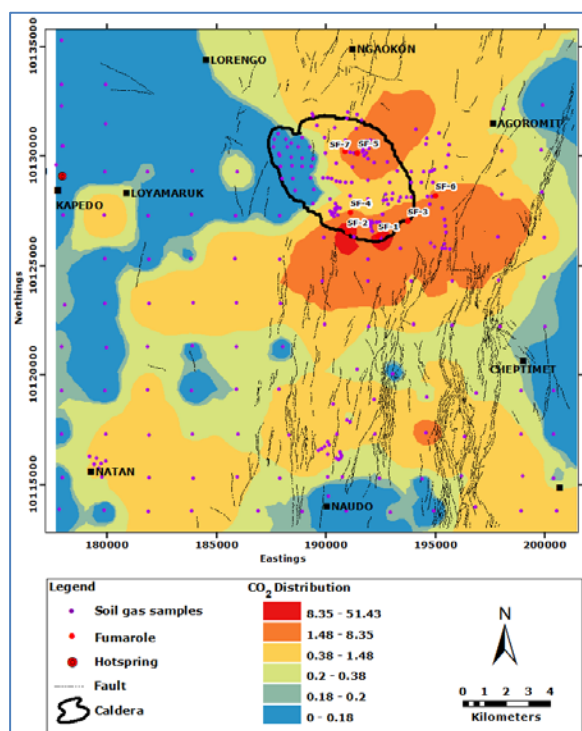 10135000
NGAOKON
LORENGO
AGOROMIT
SF-7
SF-5
10130000
KAPEDO
LOYAMARUK
SF-6
SF-4
SF-3
SF-2
SF-1
10125000
Northings
10120000
CHEPTIMET
10115000
NATAN
NAUDO
180000 185000 190000 195000 200000
Eastings
Legend
Soil gas samples
Fumarole
Hotspring
Fault
Caldera
CO2 Distribution
8.35 - 51.43
1.48 - 8.35
0.38 - 1.48
0.2 - 0.38
0.18 - 0.2
0 - 0.18
N
0 0.5 1 2 3 4
Kilometers